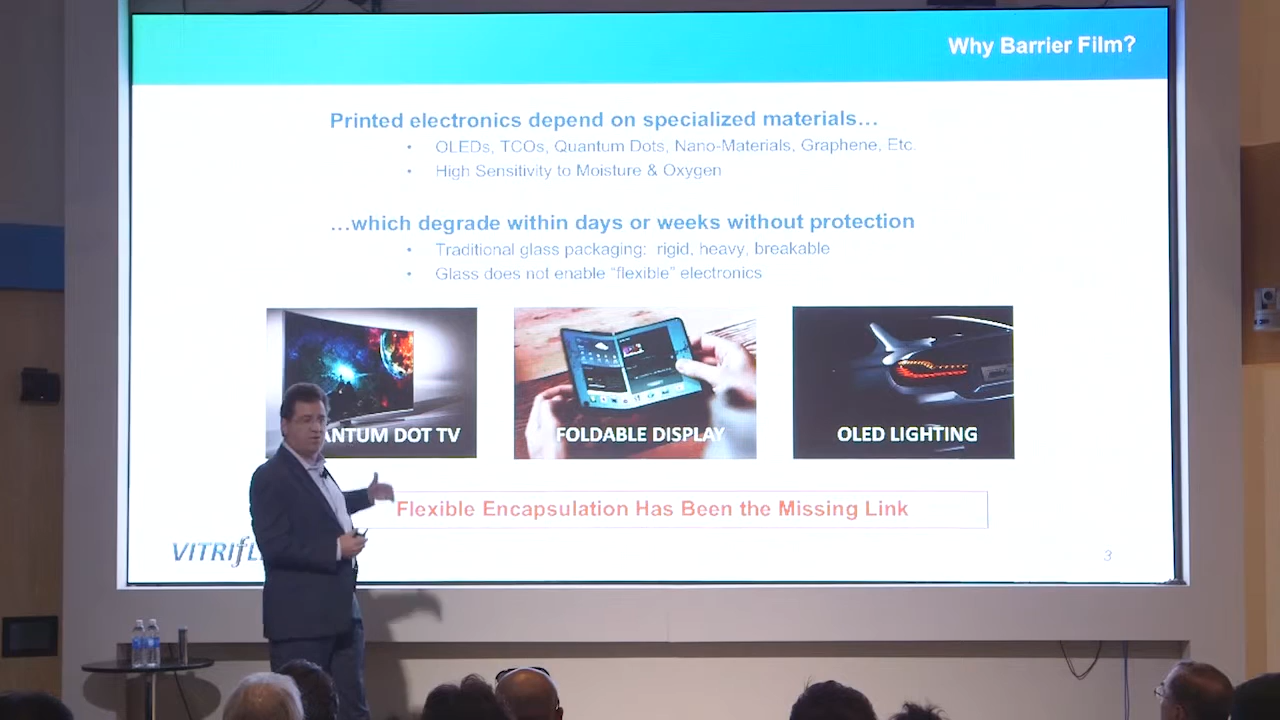 Why Barrier Film?
Printed electronics depend on specialized materials...
• OLEDs, TCOs, Quantum Dots, Nano-Materials, Graphene, Etc.
• High Sensitivity to Moisture & Oxygen
...which degrade within days or weeks without protection
• Traditional glass packaging: rigid, heavy, breakable
• Glass does not enable “flexible” electronics
ANTUM DOT TV
FOLDABLE DISPLAY
OLED LIGHTING
Flexible Encapsulation Has Been the Missing Link
VITRIfL
3